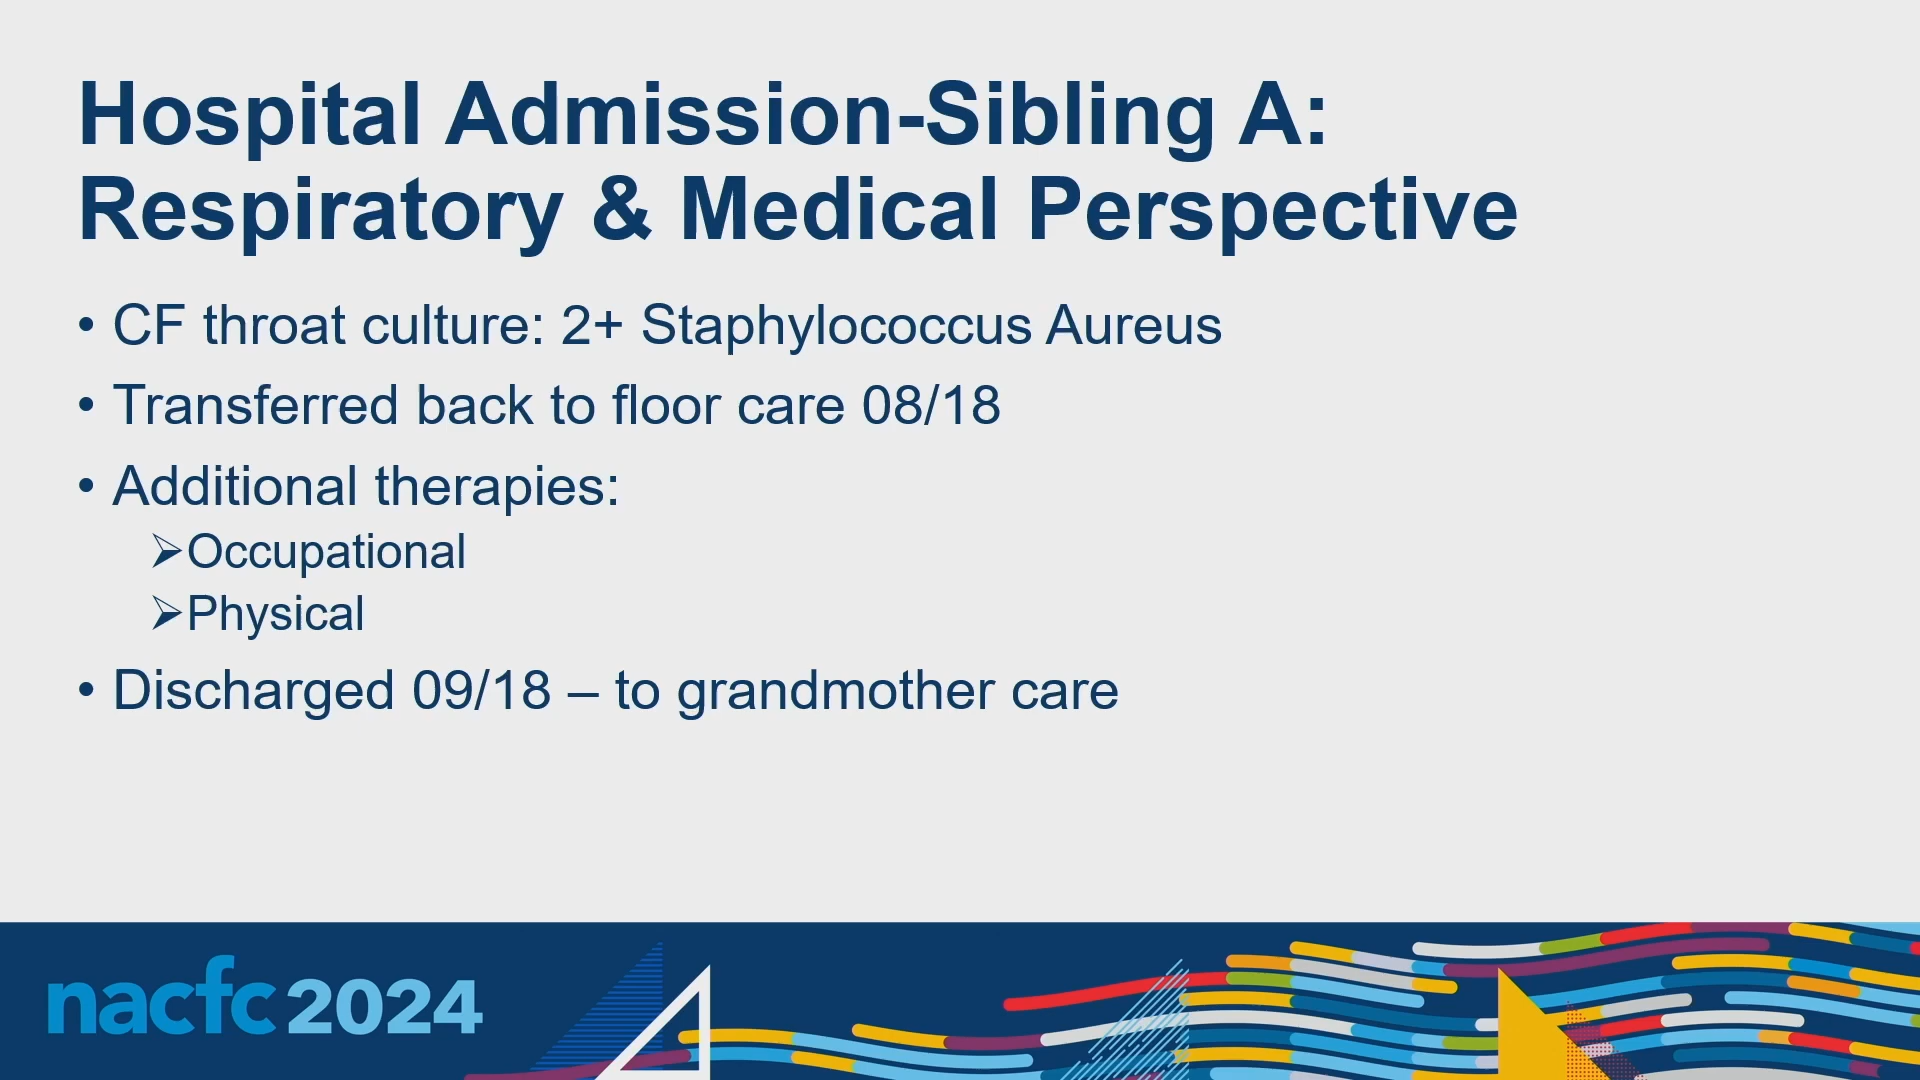 Hospital Admission-Sibling A:
Respiratory & Medical Perspective
• CF throat culture: 2+ Staphylococcus Aureus
• Transferred back to floor care 08/18
• Additional therapies:
➢Occupational
➢Physical
• Discharged 09/18 – to grandmother care
nacfc 2024